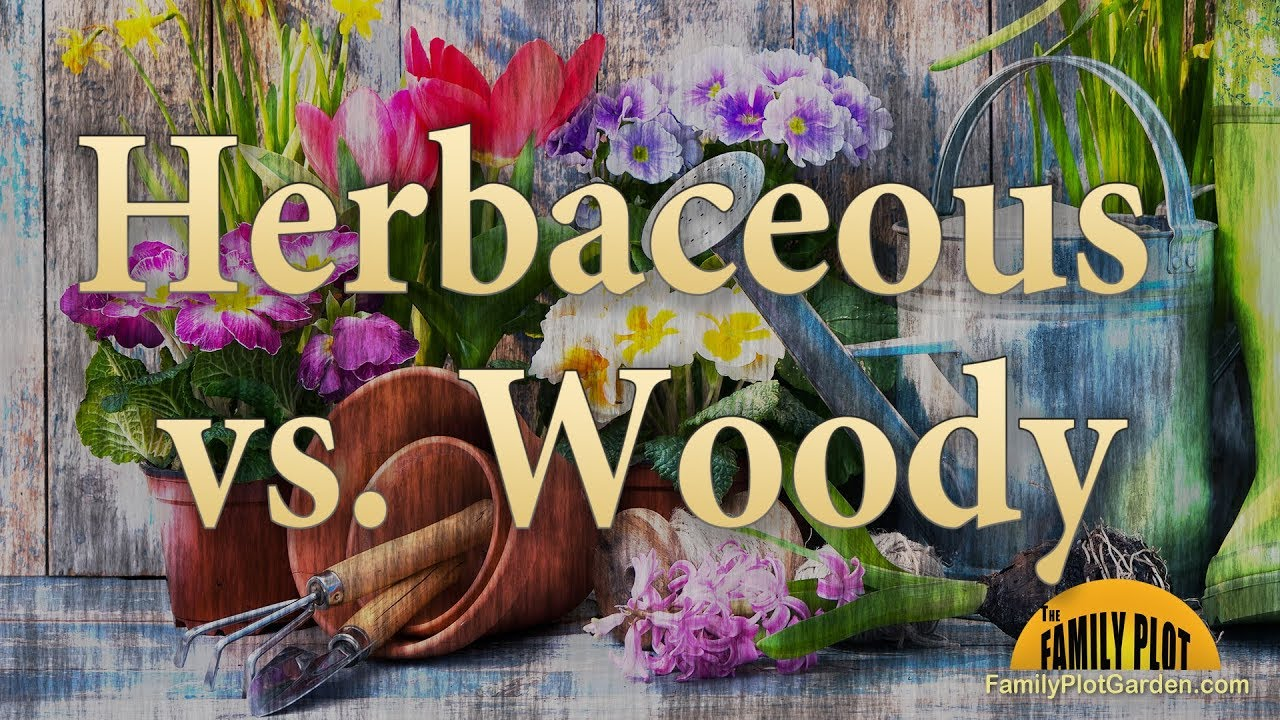 Herbaceous
vs. Woody
The
Family Plot
FamilyPlotGarden.com